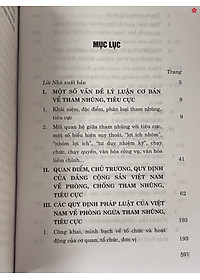 MỤC LỤC
Trang
Lời Nhà xuất bản 5
I. MỘT SỐ VẤN ĐỀ LÝ LUẬN CƠ BẢN
VỀ THAM NHŨNG, TIÊU CỰC 9
1. Khái niệm, đặc điểm, phân loại tham nhũng,
tiêu cực 9
2. Mối quan hệ giữa tham nhũng với tiêu cực,
một số biểu hiện suy thoái, "lợi ích nhóm",
"nhóm lợi ích", "tư duy nhiệm kỳ", chạy
chức, chạy quyền, văn hóa công vụ, văn hóa
liêm chính... 41
II. QUAN ĐIỂM, CHỦ TRƯƠNG, QUY ĐỊNH
CỦA ĐẢNG CỘNG SẢN VIỆT NAM
VỀ PHÒNG, CHỐNG THAM NHŨNG,
TIÊU CỰC 62
III. CÁC QUY ĐỊNH PHÁP LUẬT CỦA VIỆT
NAM VỀ PHÒNG NGỪA THAM NHŨNG,
TIÊU CỰC 193
1. Công khai, minh bạch về tổ chức và hoạt
động của cơ quan, tổ chức, đơn vị 193
591